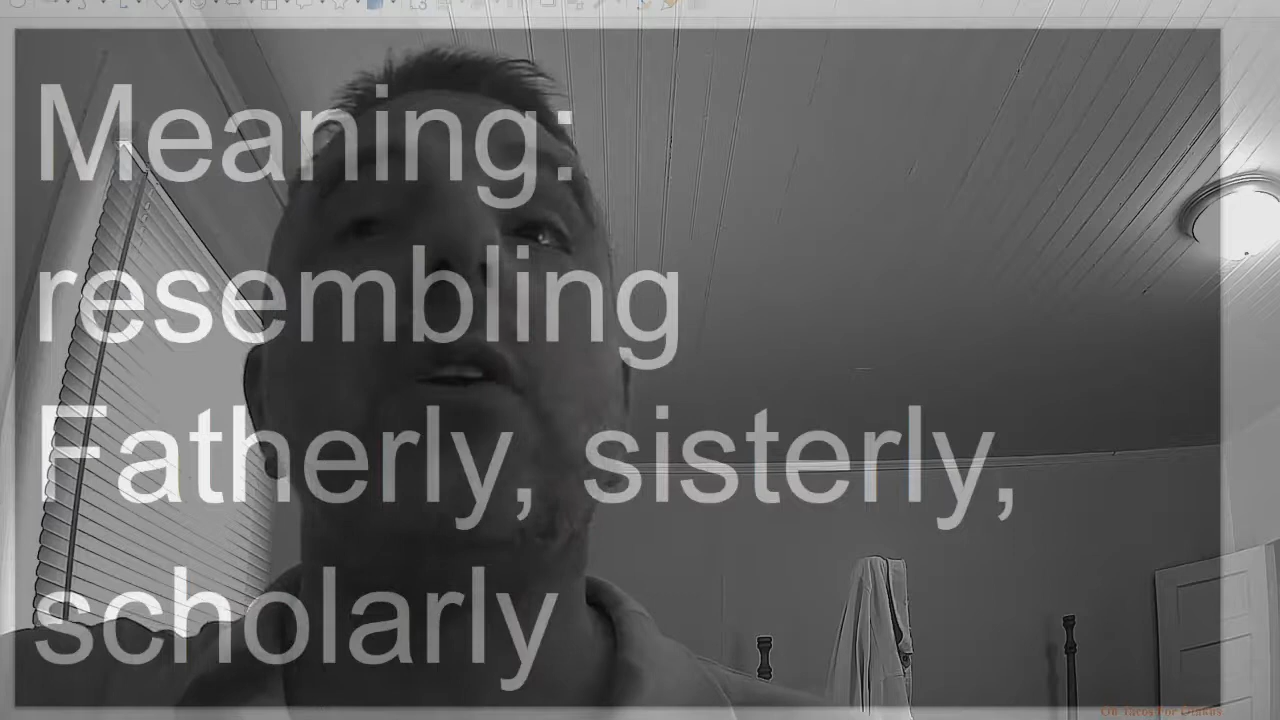 Meaning:
resembling
Fatherly, sisterly,
scholarly